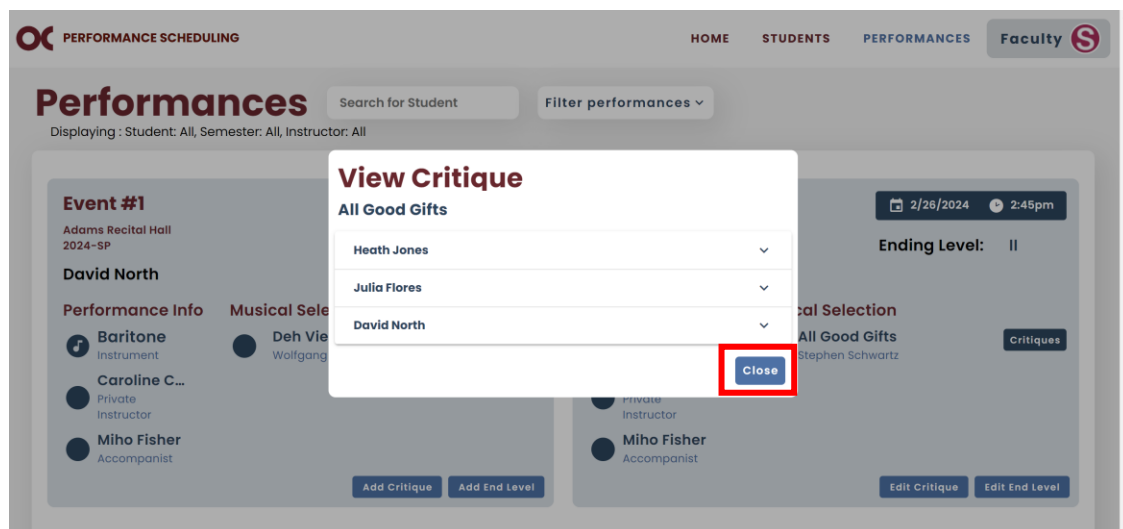 OC PERFORMANCE SCHEDULING
HOME STUDENTS PERFORMANCES Faculty S
Performances
Search for Student
Filter performances
Displaying : Student: All, Semester: All, Instructor: All
View Critique
All Good Gifts
Heath Jones
Julia Flores
David North
Close
Event #1
Adams Recital Hall
2024-SP
David North
Performance Info
Baritone
Instrument
Caroline C...
Private
Instructor
Miho Fisher
Accompanist
Musical Sele
Deh Vie
Wolfgang
Add Critique Add End Level
2/26/2024 2:45pm
Ending Level: II
cal Selection
All Good Gifts
Stephen Schwartz
Critiques
Private
Instructor
Miho Fisher
Accompanist
Edit Critique Edit End Level